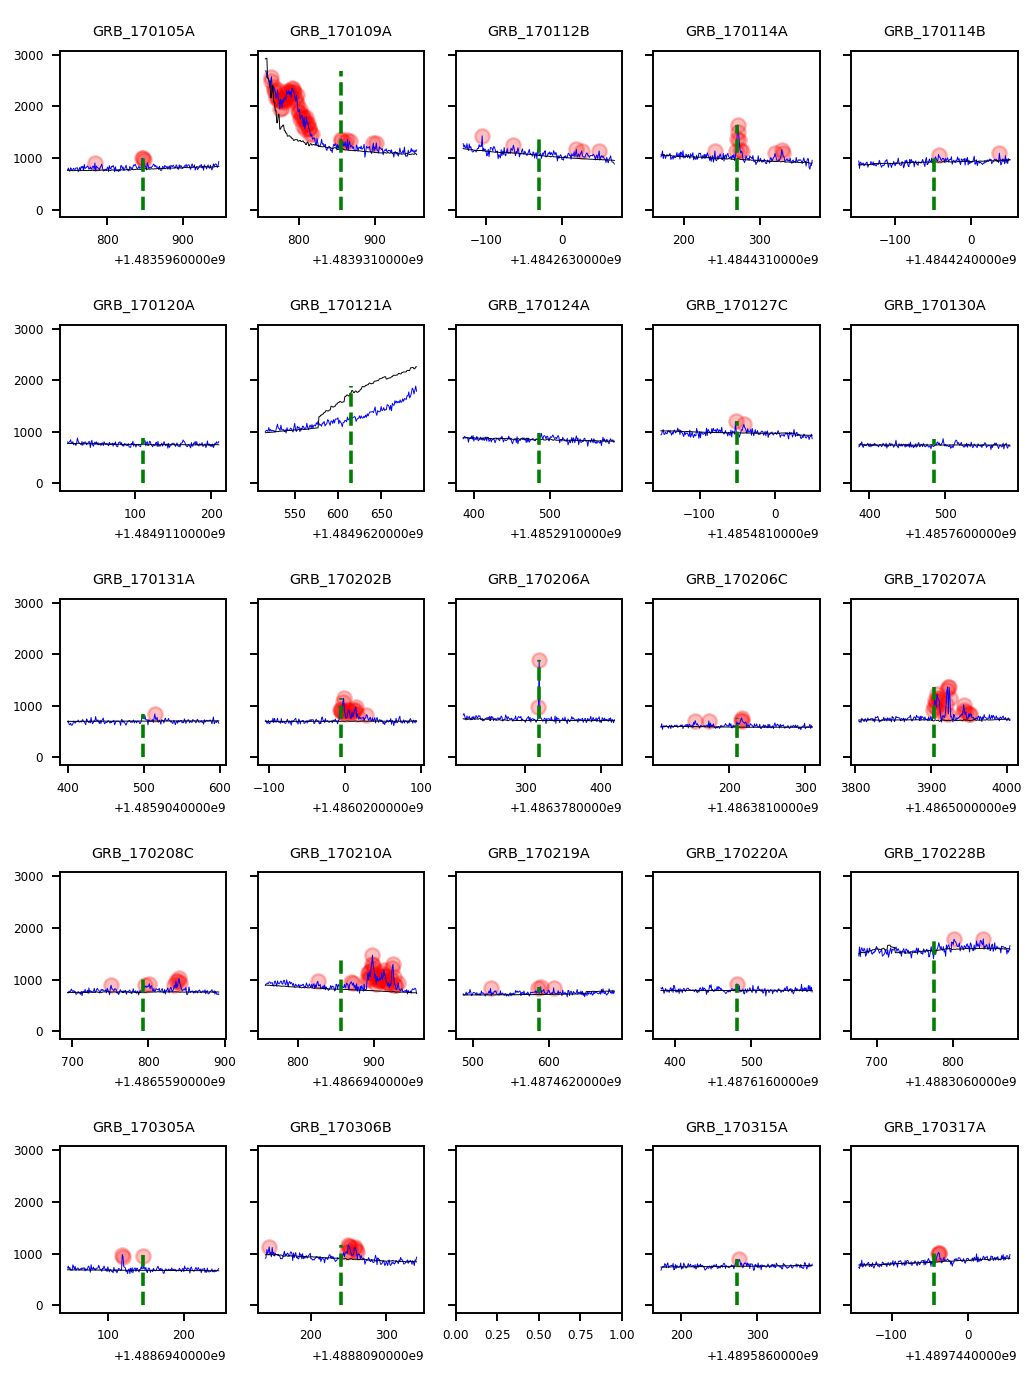 GRB_170105A GRB_170109A GRB_170112B GRB_170114A GRB_170114B
3000
2000
1000
0
800 900 800 900 −100 0 200 300 −100 0
+1.4835960000e9 +1.4839310000e9 +1.4842630000e9 +1.4844310000e9 +1.4844240000e9
GRB_170120A GRB_170121A GRB_170124A GRB_170127C GRB_170130A
3000
2000
1000
0
100 200 550 600 650 400 500 −100 0 400 500
+1.4849110000e9 +1.4849620000e9 +1.4852910000e9 +1.4854810000e9 +1.4857600000e9
GRB_170131A GRB_170202B GRB_170206A GRB_170206C GRB_170207A
3000
2000
1000
0
400 500 600 −100 0 100 300 400 200 300 3800 3900 4000
+1.4859040000e9 +1.4860200000e9 +1.4863780000e9 +1.4863810000e9 +1.4865000000e9
GRB_170208C GRB_170210A GRB_170219A GRB_170220A GRB_170228B
3000
2000
1000
0
700 800 900 800 900 500 600 400 500 700 800
+1.4865590000e9 +1.4866940000e9 +1.4874620000e9 +1.4876160000e9 +1.4883060000e9
GRB_170305A GRB_170306B GRB_170315A GRB_170317A
3000
2000
1000
0
100 200 200 300 0.00 0.25 0.50 0.75 1.00 200 300 −100 0
+1.4886940000e9 +1.4888090000e9 +1.4895860000e9 +1.4897440000e9